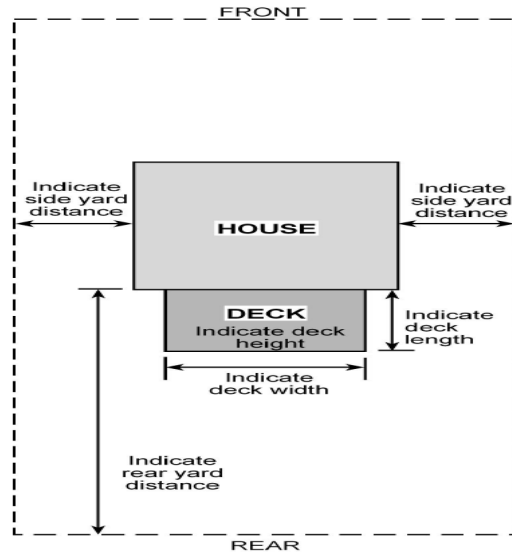 FRONT
Indicate
side yard
distance
Indicate
side yard
distance
HOUSE
DECK
Indicate deck
height
Indicate
deck
length
Indicate
deck width
Indicate
rear yard
distance
REAR